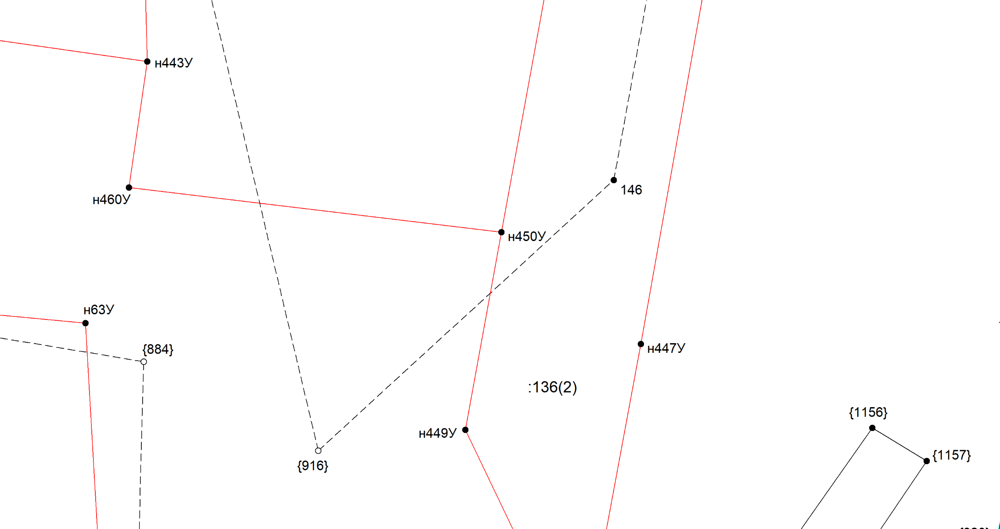 н443У
146
н460У
н450У
н63У
{884}
н447У
:136(2)
{1156}
н449У
{1157}
{916}